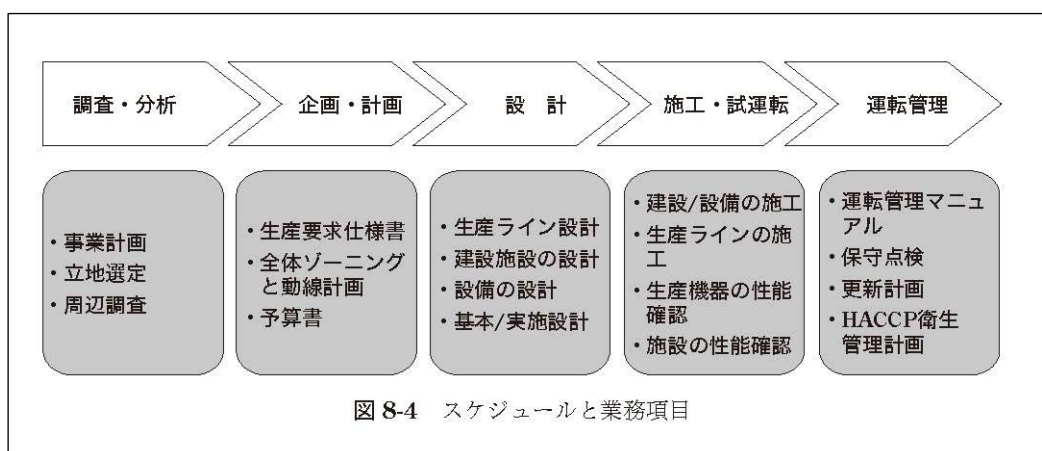 調査・分析
企画・計画
設 計
施工・試運転
運転管理
・事業計画
・立地選定
・周辺調査
・生産要求仕様書
・全体ゾーニング
と動線計画
・予算書
・生産ライン設計
・建設施設の設計
・設備の設計
・基本/実施設計
・建設/設備の施工
・生産ラインの施
工
・生産機器の性能
確認
・施設の性能確認
・運転管理マニュ
アル
・保守点検
・更新計画
・HACCP衛生
管理計画
図 8-4 スケジュールと業務項目